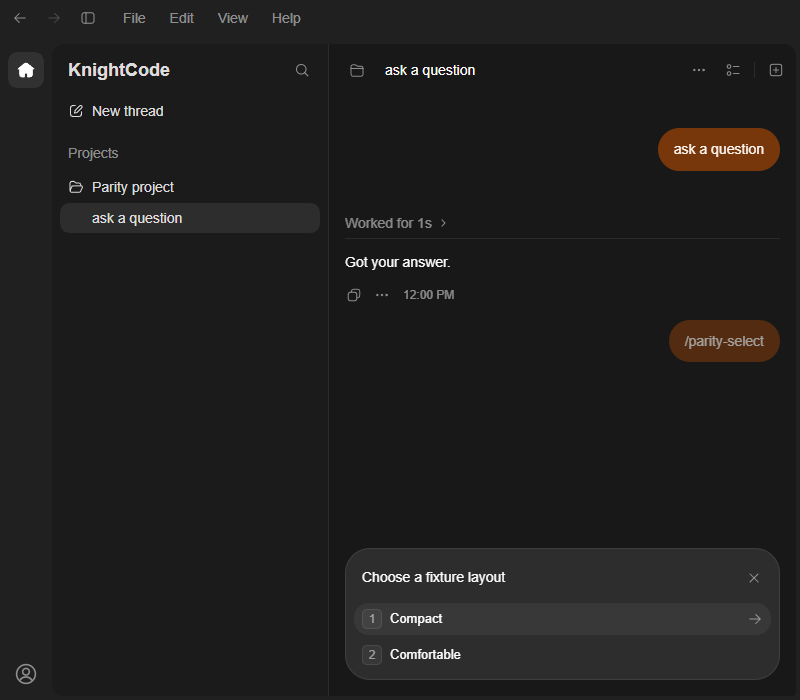 File Edit View Help
KnightCode
New thread
Projects
Parity project
ask a question
ask a question
ask a question
Worked for 1s
Got your answer.
12:00 PM
/parity-select
Choose a fixture layout
1 Compact
2 Comfortable